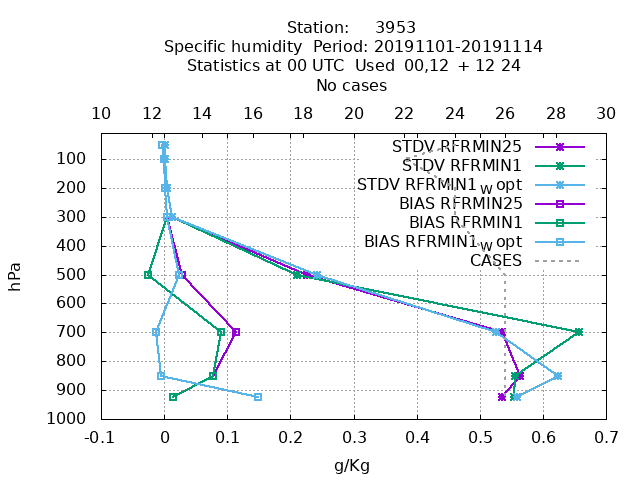 Station:     3953
Specific humidity  Period: 20191101-20191114
Statistics at 00 UTC  Used  00,12  + 12 24
No cases
10 12 14 16 18 20 22 24 26 28 30
STDV RFRMIN25
STDV RFRMIN1
STDV RFRMIN1w opt
BIAS RFRMIN25
BIAS RFRMIN1
BIAS RFRMIN1w opt
CASES
hPa
100
200
300
400
500
600
700
800
900
1000
-0.1 0 0.1 0.2 0.3 0.4 0.5 0.6 0.7
g/Kg